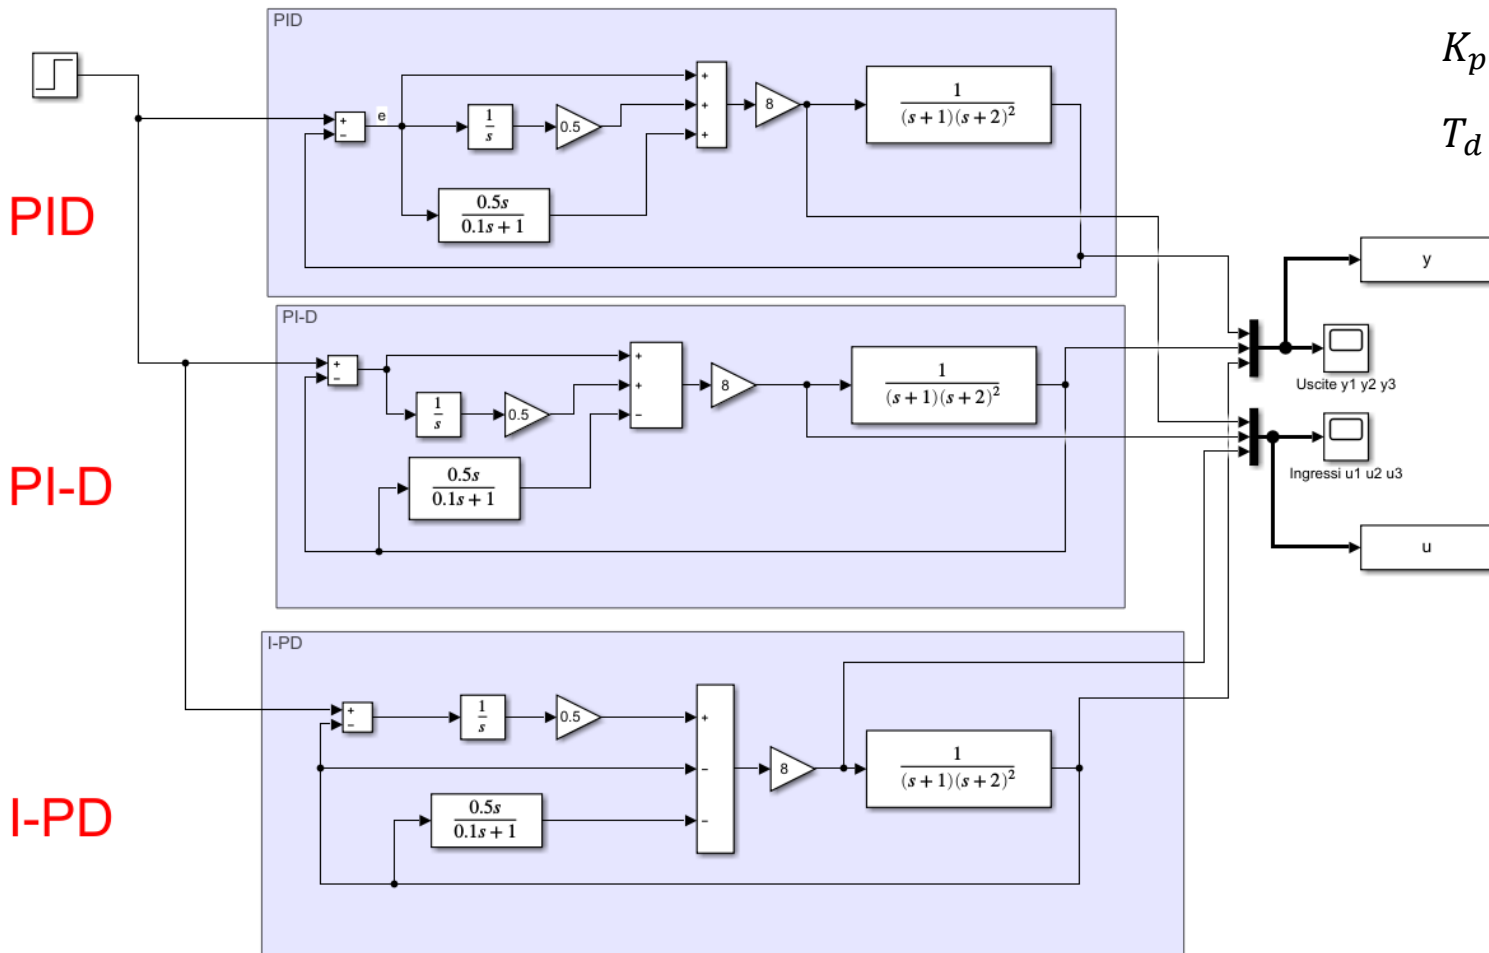 PID
K_p
e
+
−
1
s
0.5
+
+
+
8
1
(s+1)(s+2)²
T_d
0.5s
0.1s+1
PID
y
PI-D
+
−
1
s
0.5
+
+
−
8
1
(s+1)(s+2)²
Uscite y1 y2 y3
0.5s
0.1s+1
PI-D
Ingressi u1 u2 u3
u
I-PD
+
−
1
s
0.5
+
−
−
8
1
(s+1)(s+2)²
0.5s
0.1s+1
I-PD